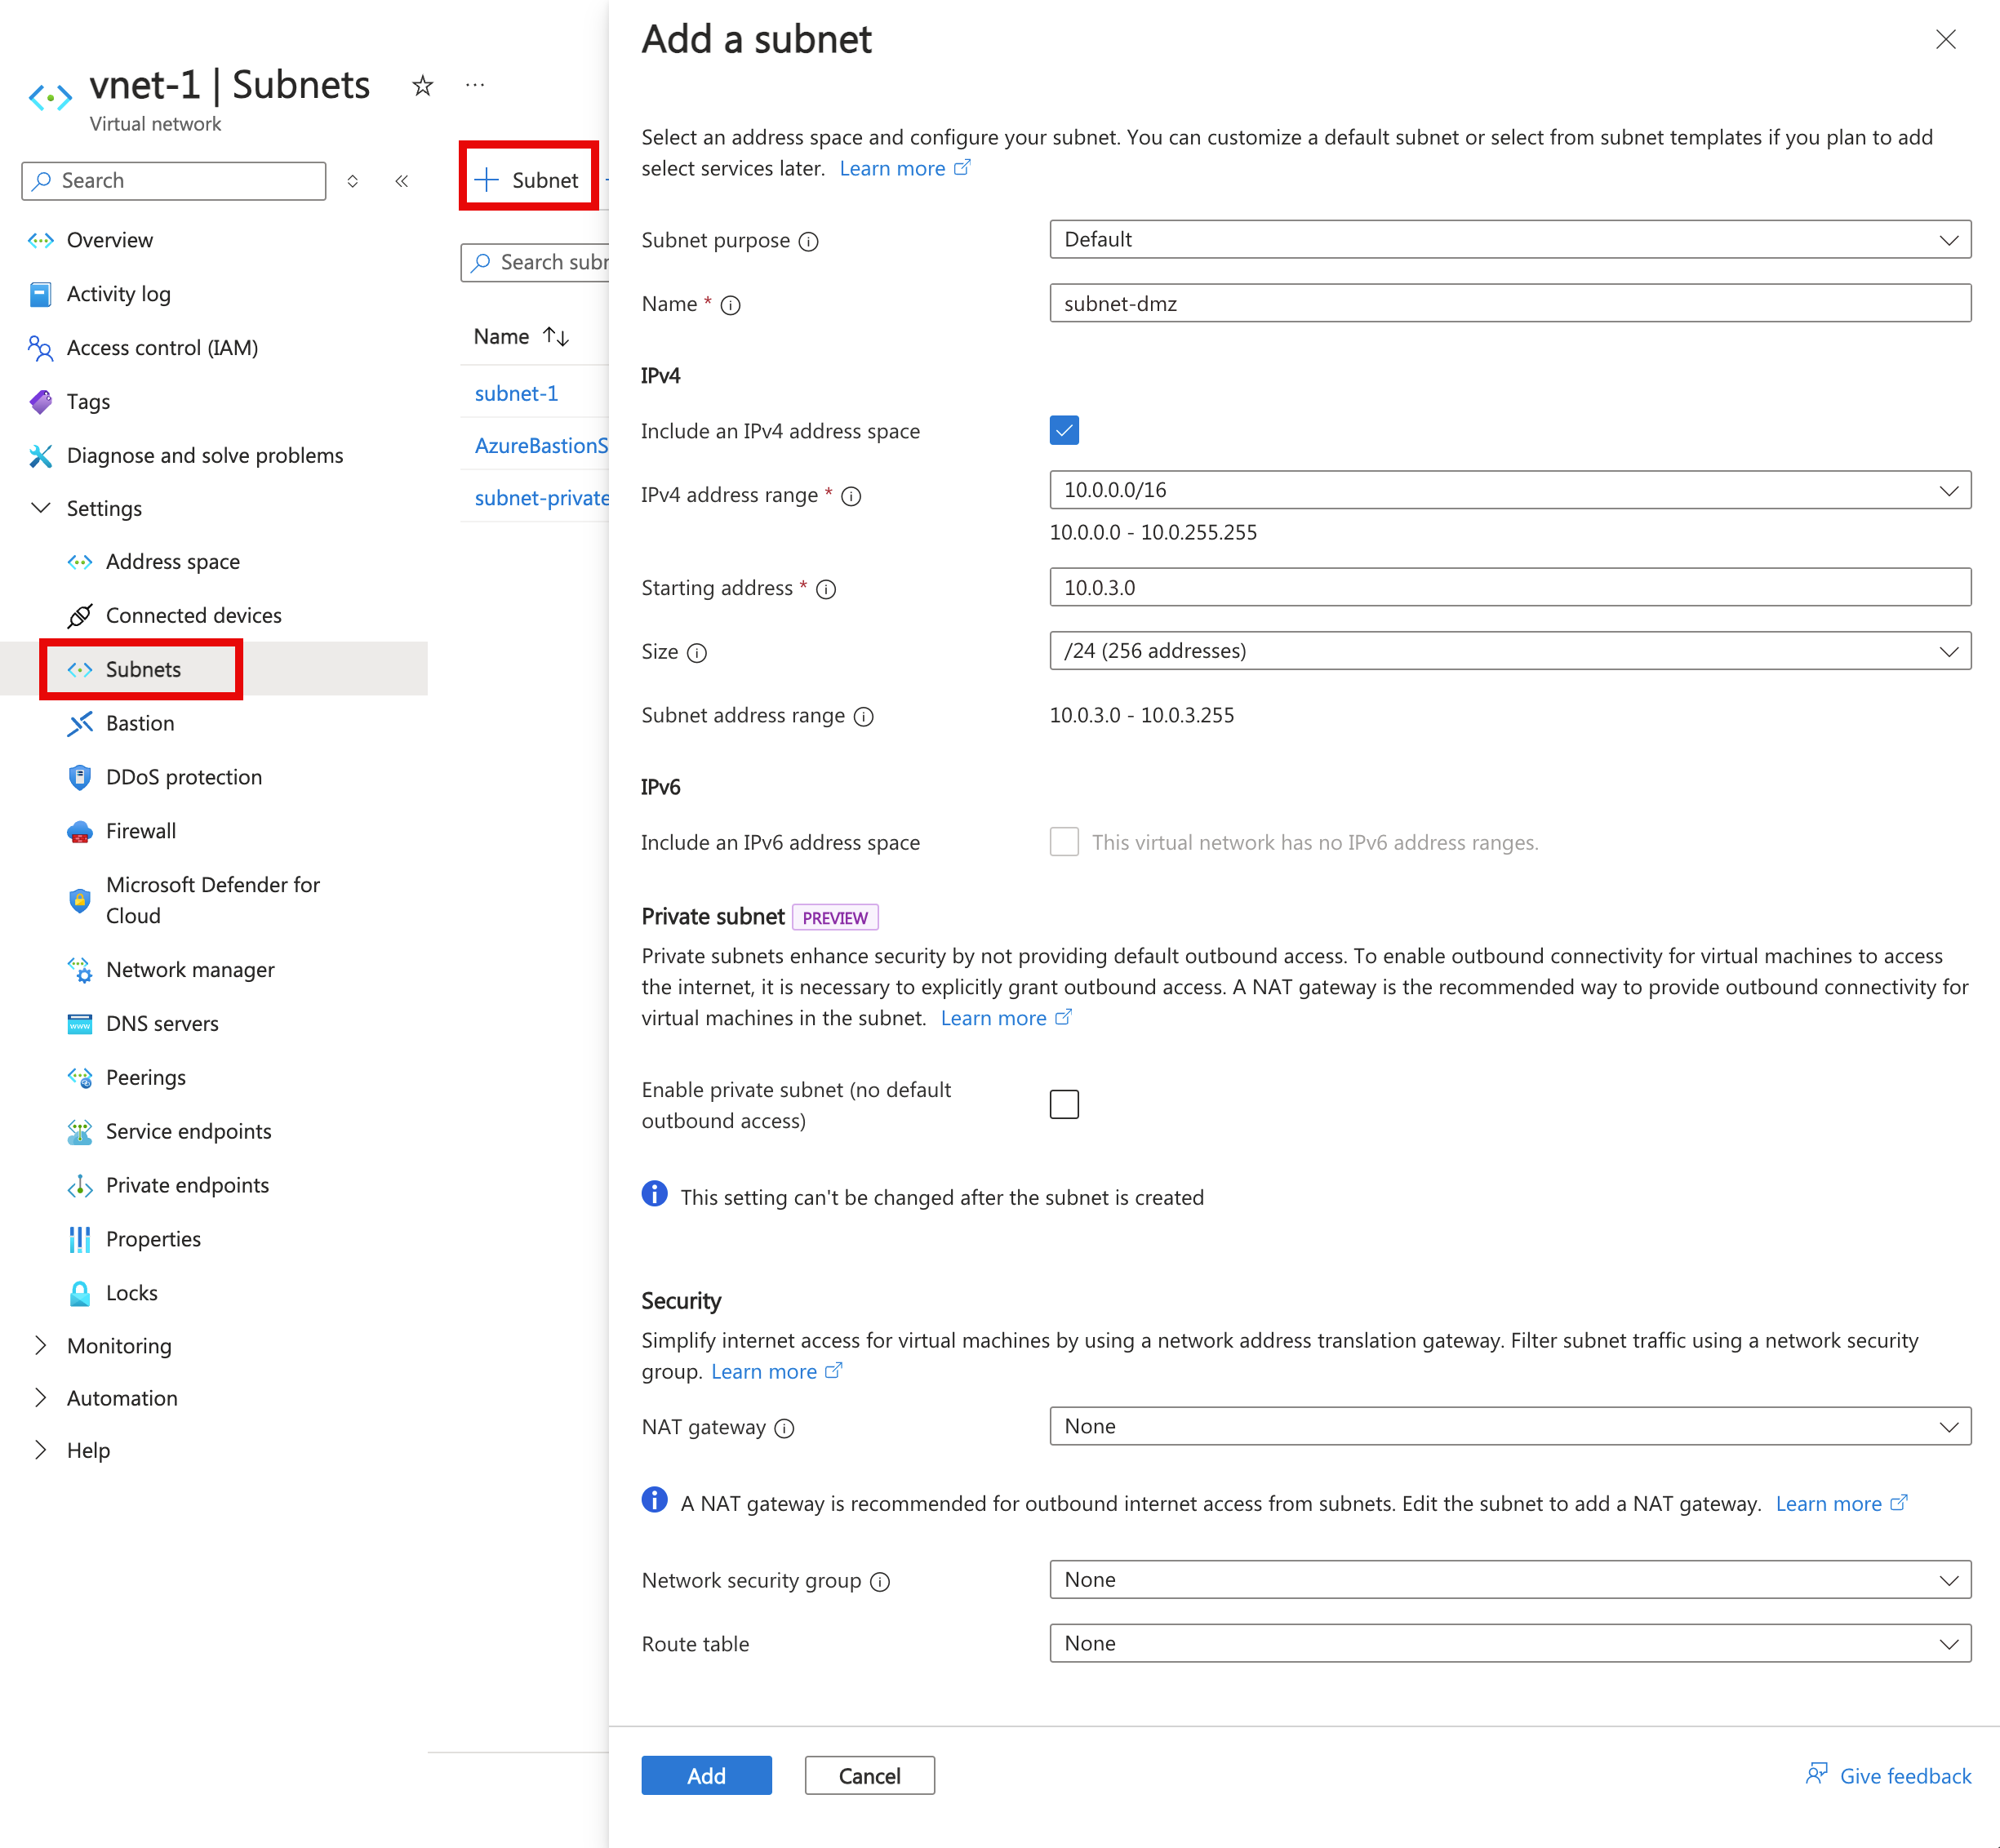 vnet-1 | Subnets
Virtual network
Search
Overview
Activity log
Access control (IAM)
Tags
Diagnose and solve problems
Settings
Address space
Connected devices
Subnets
Bastion
DDoS protection
Firewall
Microsoft Defender for
Cloud
Network manager
DNS servers
Peerings
Service endpoints
Private endpoints
Properties
Locks
Monitoring
Automation
Help
Subnet
Search subn
Name
subnet-1
AzureBastionS
subnet-private
Add a subnet
Select an address space and configure your subnet. You can customize a default subnet or select from subnet templates if you plan to add
select services later. Learn more
Subnet purpose Default
Name * subnet-dmz
IPv4
Include an IPv4 address space
IPv4 address range * 10.0.0.0/16
10.0.0.0 - 10.0.255.255
Starting address * 10.0.3.0
Size /24 (256 addresses)
Subnet address range 10.0.3.0 - 10.0.3.255
IPv6
Include an IPv6 address space This virtual network has no IPv6 address ranges.
Private subnet PREVIEW
Private subnets enhance security by not providing default outbound access. To enable outbound connectivity for virtual machines to access
the internet, it is necessary to explicitly grant outbound access. A NAT gateway is the recommended way to provide outbound connectivity for
virtual machines in the subnet. Learn more
Enable private subnet (no default
outbound access)
This setting can't be changed after the subnet is created
Security
Simplify internet access for virtual machines by using a network address translation gateway. Filter subnet traffic using a network security
group. Learn more
NAT gateway None
A NAT gateway is recommended for outbound internet access from subnets. Edit the subnet to add a NAT gateway. Learn more
Network security group None
Route table None
Add
Cancel
Give feedback